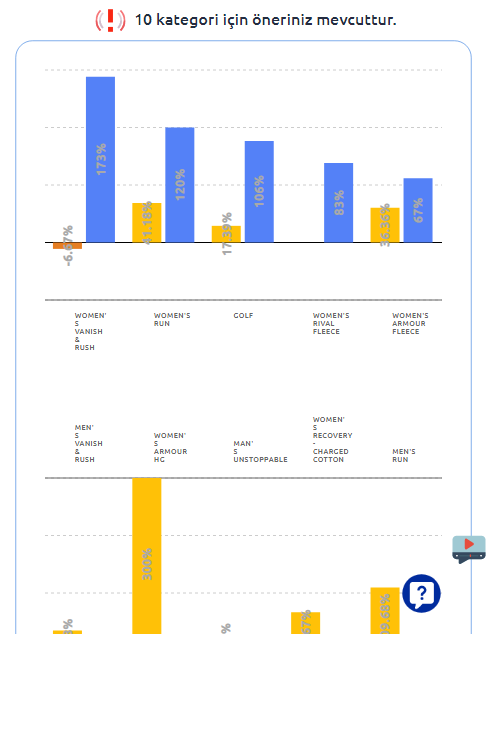 10 kategori için öneriniz mevcuttur.
173%
120%
106%
83%
67%
-6.67%
41.18%
17.39%
36.36%
WOMEN'
S
VANISH
&
RUSH
WOMEN'S
RUN
GOLF
WOMEN'S
RIVAL
FLEECE
WOMEN'S
ARMOUR
FLEECE
MEN'
S
VANISH
&
RUSH
WOMEN'
S
ARMOUR
HG
MAN'
S
UNSTOPPABLE
WOMEN'
S
RECOVERY
-
CHARGED
COTTON
MEN'S
RUN
300%